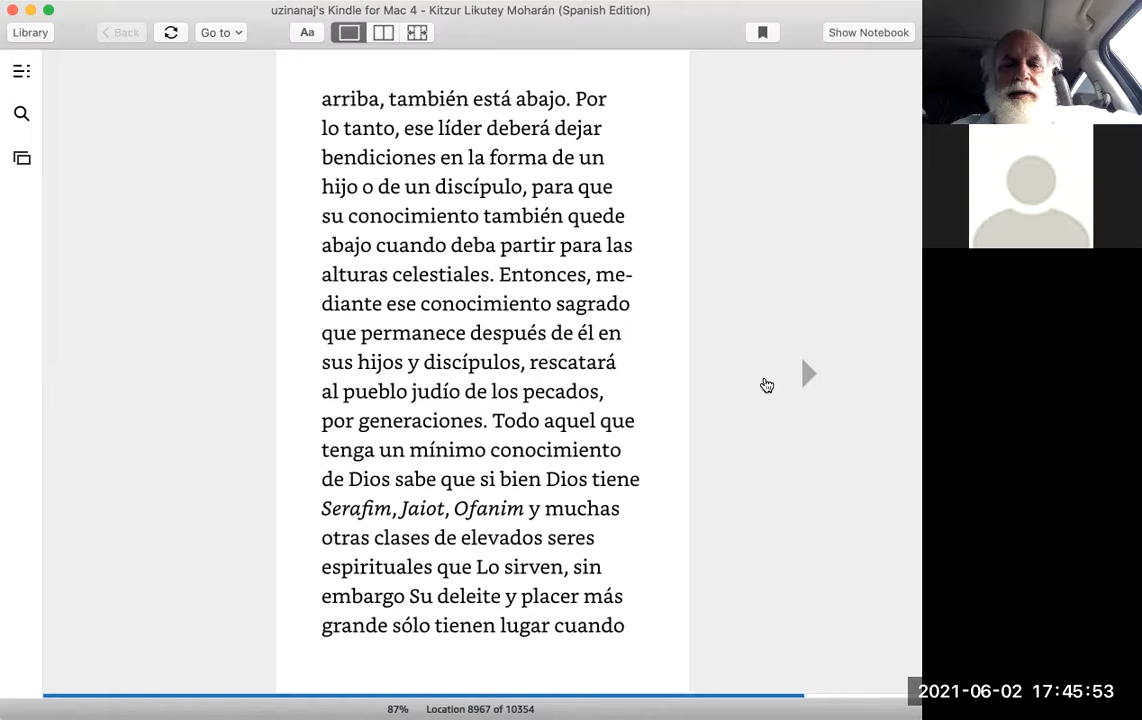 uzinanaj's Kindle for Mac 4 - Kitzur Likutey Moharán (Spanish Edition)
Library
Back
Go to
Aa
Show Notebook
arriba, también está abajo. Por
lo tanto, ese líder deberá dejar
bendiciones en la forma de un
hijo o de un discípulo, para que
su conocimiento también quede
abajo cuando deba partir para las
alturas celestiales. Entonces, me-
diante ese conocimiento sagrado
que permanece después de él en
sus hijos y discípulos, rescatará
al pueblo judío de los pecados,
por generaciones. Todo aquel que
tenga un mínimo conocimiento
de Dios sabe que si bien Dios tiene
Serafim, Jaiot, Ofanim y muchas
otras clases de elevados seres
espirituales que Lo sirven, sin
embargo Su deleite y placer más
grande sólo tienen lugar cuando
87% Location 8967 of 10354
2021-06-02 17:45:53